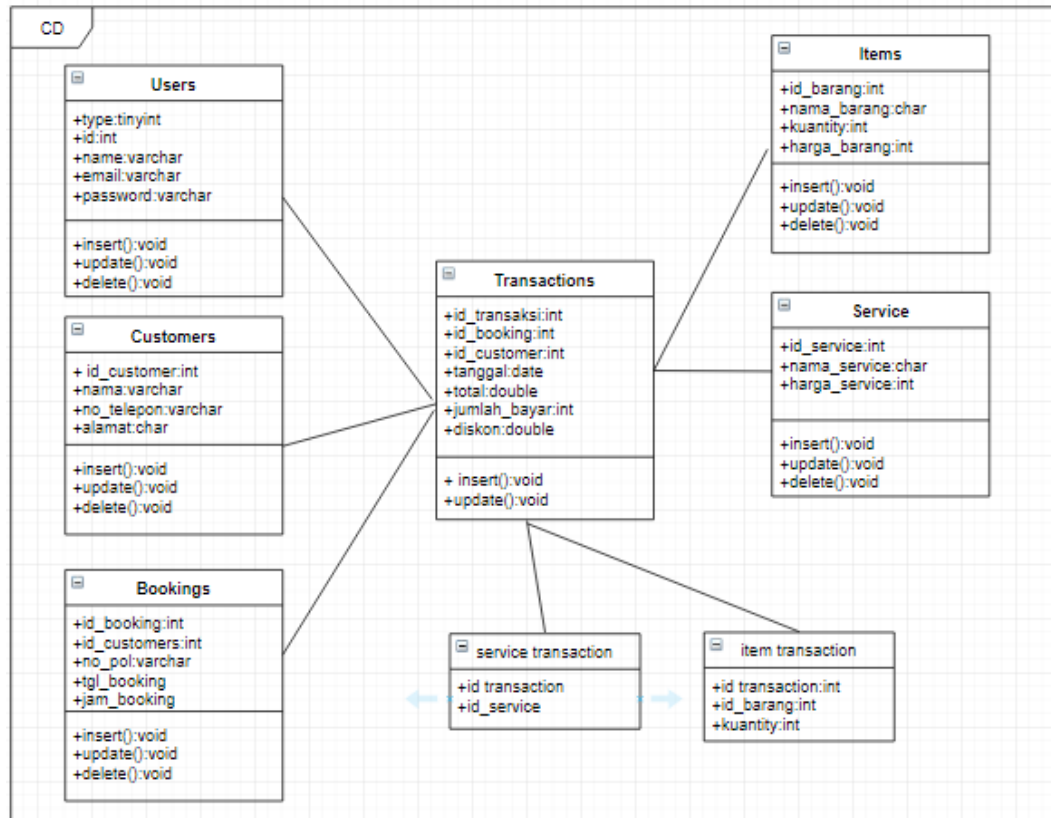 CD
Users
+type:tinyint
+id:int
+name:varchar
+email:varchar
+password:varchar
+insert():void
+update():void
+delete():void
Customers
+ id_customer:int
+nama:varchar
+no_telepon:varchar
+alamat:char
+insert():void
+update():void
+delete():void
Bookings
+id_booking:int
+id_customers:int
+no_pol:varchar
+tgl_booking
+jam_booking
+insert():void
+update():void
+delete():void
Transactions
+id_transaksi:int
+id_booking:int
+id_customer:int
+tanggal:date
+total:double
+jumlah_bayar:int
+diskon:double
+ insert():void
+update():void
service transaction
+id transaction
+id_service
item transaction
+id transaction:int
+id_barang:int
+kuantity:int
Items
+id_barang:int
+nama_barang:char
+kuantity:int
+harga_barang:int
+insert():void
+update():void
+delete():void
Service
+id_service:int
+nama_service:char
+harga_service:int
+insert():void
+update():void
+delete():void